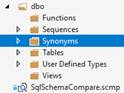 dbo
Functions
Sequences
Synonyms
Tables
User Defined Types
Views
SqlSchemaCompare.scmp